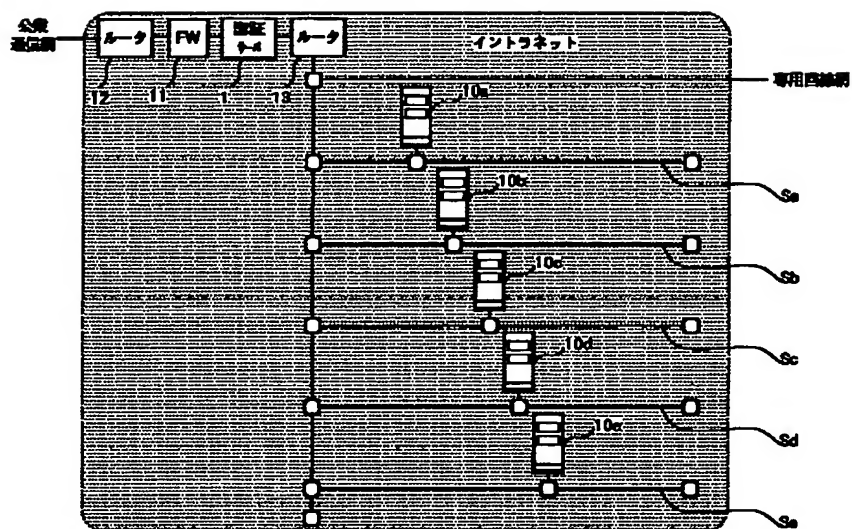 公衆
通信網
ルータ
FW
認証
サーバ
ルータ
イントラネット
12
11
1
13
専用回線網
10a
Sa
10b
Sb
10c
Sc
10d
Sd
10e
Se